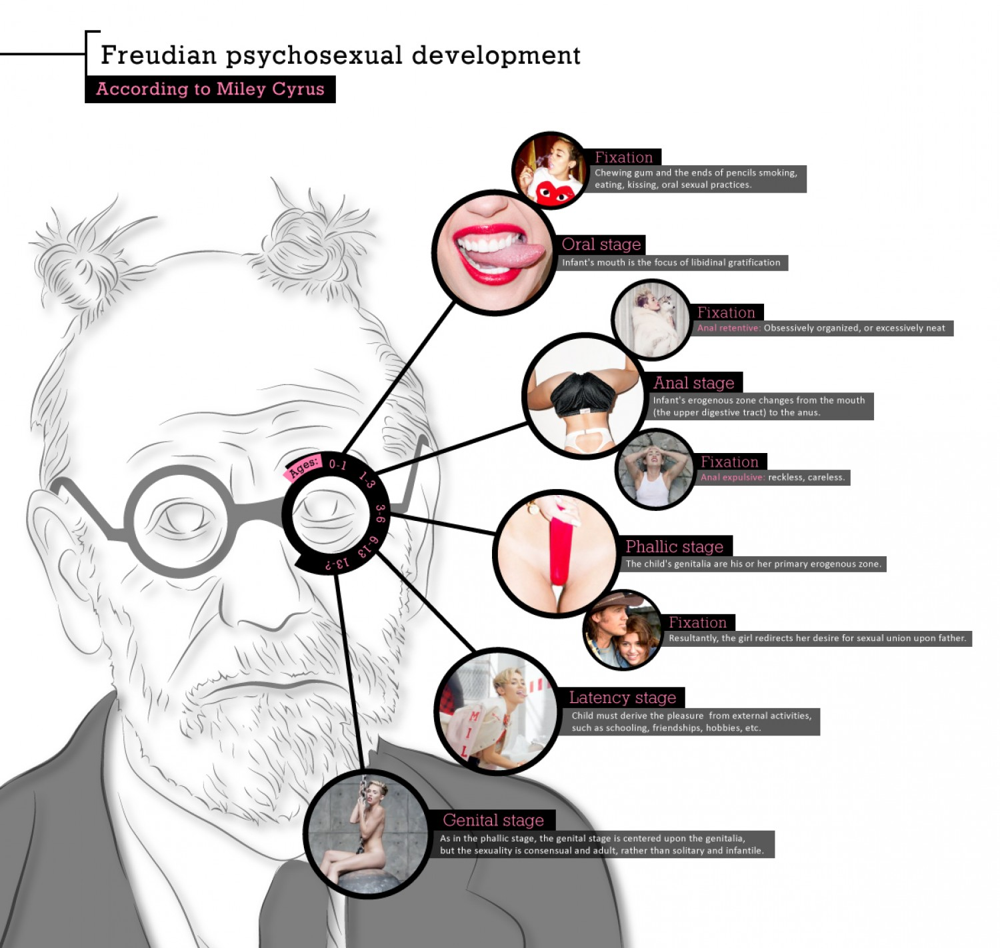 Freudian psychosexual development
According to Miley Cyrus
Fixation
Chewing gum and the ends of pencils smoking,
eating, kissing, oral sexual practices.
Oral stage
Infant's mouth is the focus of libidinal gratification
Fixation
Anal retentive: Obsessively organized, or excessively neat
Anal stage
Infant's erogenous zone changes from the mouth
(the upper digestive tract) to the anus.
Fixation
Anal expulsive: reckless, careless.
Ages:
0-1
1-3
3-6
6-13
13-?
Phallic stage
The child's genitalia are his or her primary erogenous zone.
Fixation
Resultantly, the girl redirects her desire for sexual union upon father.
Latency stage
Child must derive the pleasure from external activities,
such as schooling, friendships, hobbies, etc.
MIL
Genital stage
As in the phallic stage, the genital stage is centered upon the genitalia,
but the sexuality is consensual and adult, rather than solitary and infantile.